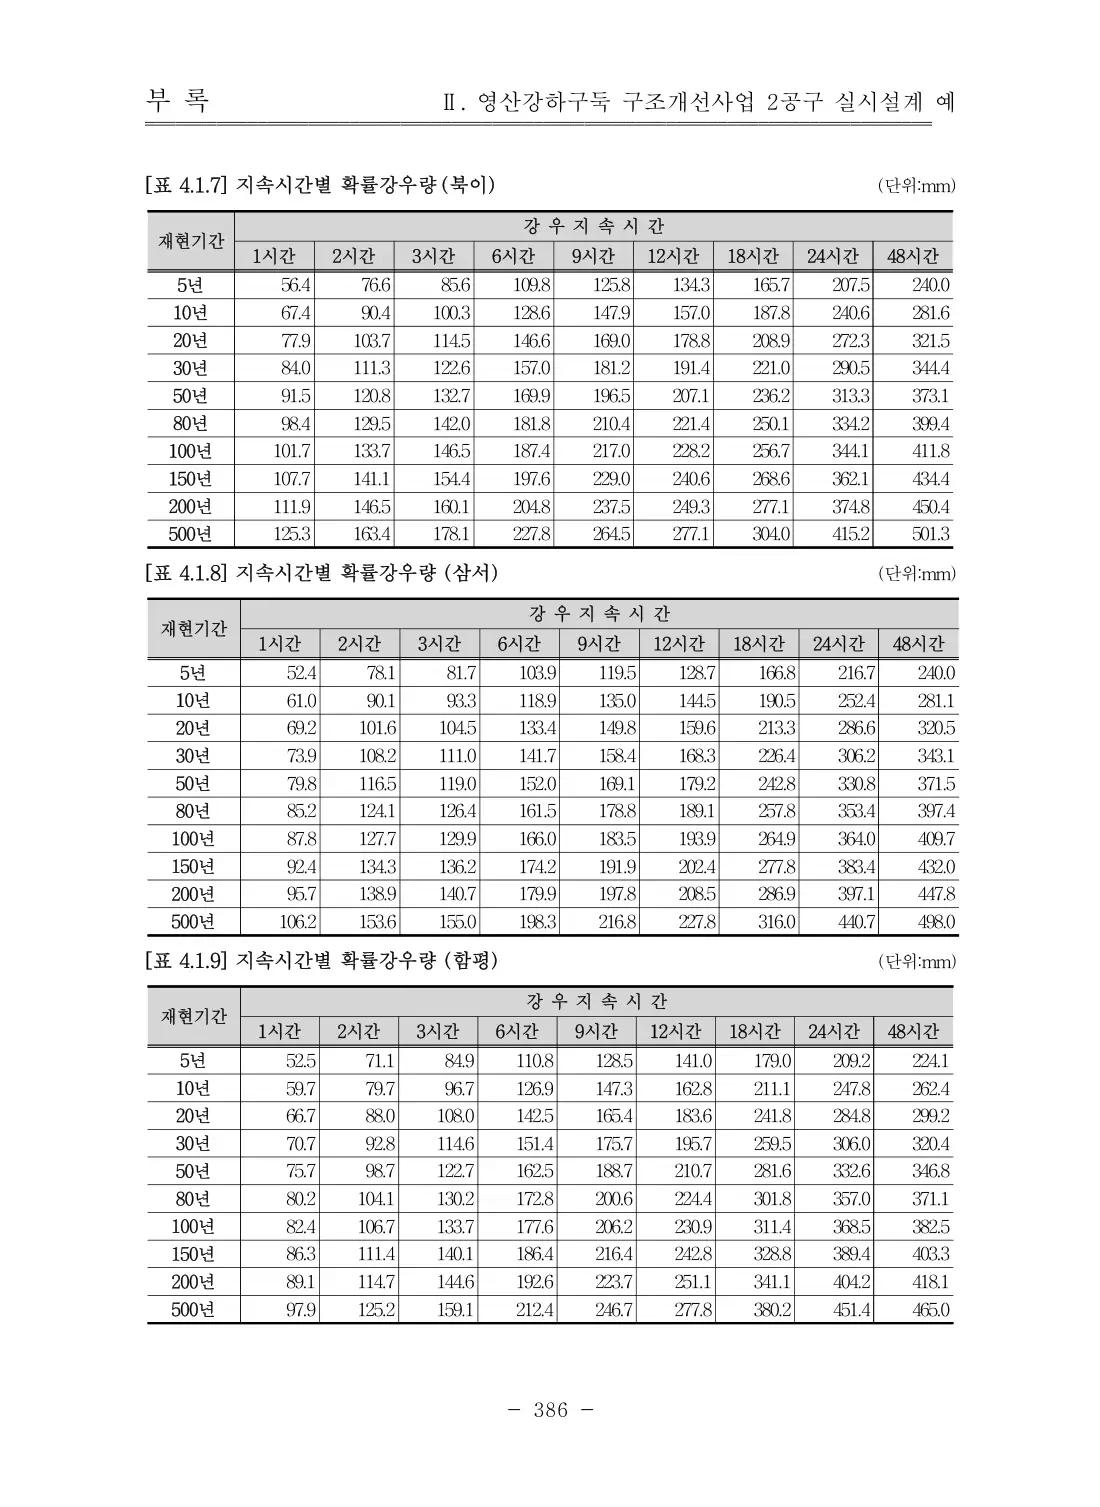 부 록 Ⅱ. 영산강하구둑 구조개선사업 2공구 실시설계 예
[표 4.1.7] 지속시간별 확률강우량(북이) (단위:mm)
재현기간 강 우 지 속 시 간
1시간 2시간 3시간 6시간 9시간 12시간 18시간 24시간 48시간
5년 56.4 76.6 85.6 109.8 125.8 134.3 165.7 207.5 240.0
10년 67.4 90.4 100.3 128.6 147.9 157.0 187.8 240.6 281.6
20년 77.9 103.7 114.5 146.6 169.0 178.8 208.9 272.3 321.5
30년 84.0 111.3 122.6 157.0 181.2 191.4 221.0 290.5 344.4
50년 91.5 120.8 132.7 169.9 196.5 207.1 236.2 313.3 373.1
80년 98.4 129.5 142.0 181.8 210.4 221.4 250.1 334.2 399.4
100년 101.7 133.7 146.5 187.4 217.0 228.2 256.7 344.1 411.8
150년 107.7 141.1 154.4 197.6 229.0 240.6 268.6 362.1 434.4
200년 111.9 146.5 160.1 204.8 237.5 249.3 277.1 374.8 450.4
500년 125.3 163.4 178.1 227.8 264.5 277.1 304.0 415.2 501.3
[표 4.1.8] 지속시간별 확률강우량 (삼서) (단위:mm)
재현기간 강 우 지 속 시 간
1시간 2시간 3시간 6시간 9시간 12시간 18시간 24시간 48시간
5년 52.4 78.1 81.7 103.9 119.5 128.7 166.8 216.7 240.0
10년 61.0 90.1 93.3 118.9 135.0 144.5 190.5 252.4 281.1
20년 69.2 101.6 104.5 133.4 149.8 159.6 213.3 286.6 320.5
30년 73.9 108.2 111.0 141.7 158.4 168.3 226.4 306.2 343.1
50년 79.8 116.5 119.0 152.0 169.1 179.2 242.8 330.8 371.5
80년 85.2 124.1 126.4 161.5 178.8 189.1 257.8 353.4 397.4
100년 87.8 127.7 129.9 166.0 183.5 193.9 264.9 364.0 409.7
150년 92.4 134.3 136.2 174.2 191.9 202.4 277.8 383.4 432.0
200년 95.7 138.9 140.7 179.9 197.8 208.5 286.9 397.1 447.8
500년 106.2 153.6 155.0 198.3 216.8 227.8 316.0 440.7 498.0
[표 4.1.9] 지속시간별 확률강우량 (함평) (단위:mm)
재현기간 강 우 지 속 시 간
1시간 2시간 3시간 6시간 9시간 12시간 18시간 24시간 48시간
5년 52.5 71.1 84.9 110.8 128.5 141.0 179.0 209.2 224.1
10년 59.7 79.7 96.7 126.9 147.3 162.8 211.1 247.8 262.4
20년 66.7 88.0 108.0 142.5 165.4 183.6 241.8 284.8 299.2
30년 70.7 92.8 114.6 151.4 175.7 195.7 259.5 306.0 320.4
50년 75.7 98.7 122.7 162.5 188.7 210.7 281.6 332.6 346.8
80년 80.2 104.1 130.2 172.8 200.6 224.4 301.8 357.0 371.1
100년 82.4 106.7 133.7 177.6 206.2 230.9 311.4 368.5 382.5
150년 86.3 111.4 140.1 186.4 216.4 242.8 328.8 389.4 403.3
200년 89.1 114.7 144.6 192.6 223.7 251.1 341.1 404.2 418.1
500년 97.9 125.2 159.1 212.4 246.7 277.8 380.2 451.4 465.0
- 386 -